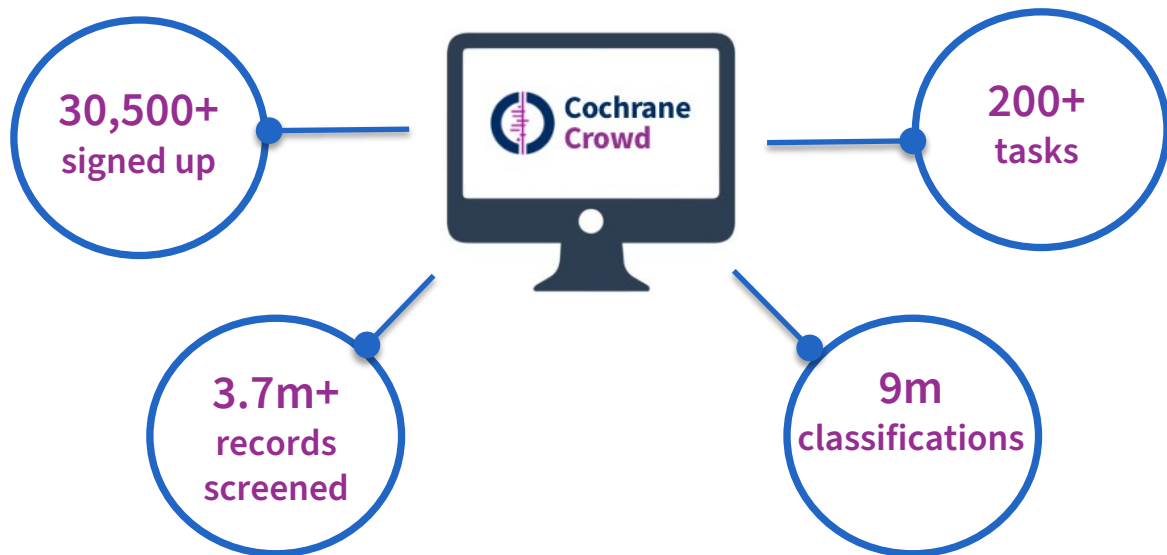 30,500+
signed up
Cochrane
Crowd
200+
tasks
3.7m+
records
screened
9m
classifications